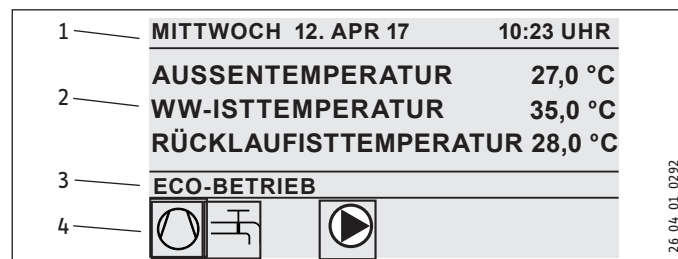 1 MITTWOCH 12. APR 17 10:23 UHR
AUSSENTEMPERATUR 27,0 °C
2 WW-ISTTEMPERATUR 35,0 °C
RÜCKLAUFISTTEMPERATUR 28,0 °C
3 ECO-BETRIEB
4
26 04 01 0292